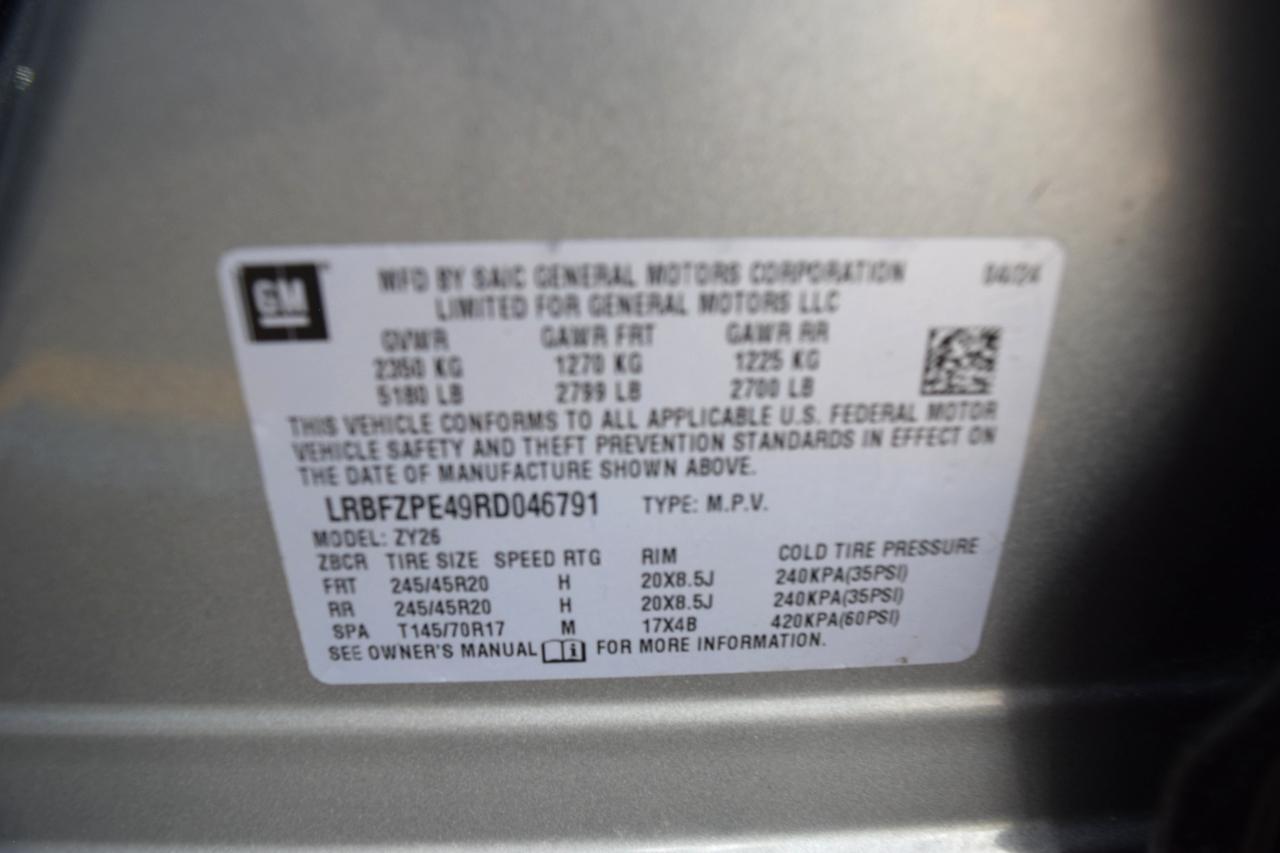 GM
MFD BY SAIC GENERAL MOTORS CORPORATION 04/24
LIMITED FOR GENERAL MOTORS LLC
GVWR GAWR FRT GAWR RR
2350 KG 1270 KG 1225 KG
5180 LB 2799 LB 2700 LB
THIS VEHICLE CONFORMS TO ALL APPLICABLE U.S. FEDERAL MOTOR
VEHICLE SAFETY AND THEFT PREVENTION STANDARDS IN EFFECT ON
THE DATE OF MANUFACTURE SHOWN ABOVE.
LRBFZPE49RD046791 TYPE: M.P.V.
MODEL: ZY26
ZBCR TIRE SIZE SPEED RTG RIM COLD TIRE PRESSURE
FRT 245/45R20 H 20X8.5J 240KPA(35PSI)
RR 245/45R20 H 20X8.5J 240KPA(35PSI)
SPA T145/70R17 M 17X4B 420KPA(60PSI)
SEE OWNER'S MANUAL FOR MORE INFORMATION.